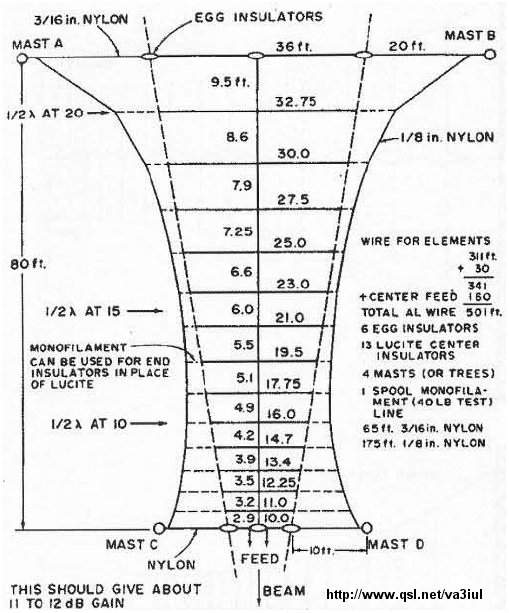 3/16 in. NYLON
EGG INSULATORS
MAST A
MAST B
36 ft.
20 ft.
9.5 ft.
32.75
1/2 λ AT 20
8.6
1/8 in. NYLON
30.0
7.9
27.5
7.25
25.0
WIRE FOR ELEMENTS
311 ft.
+ 30
341
80 ft.
6.6
23.0
+ CENTER FEED 160
TOTAL AL WIRE 501 ft.
1/2 λ AT 15
6.0
21.0
6 EGG INSULATORS
13 LUCITE CENTER
INSULATORS
5.5
19.5
MONOFILAMENT
CAN BE USED FOR END
INSULATORS IN PLACE
OF LUCITE
4 MASTS (OR TREES)
5.1
17.75
1 SPOOL MONOFILA-
MENT (40 LB TEST)
LINE
4.9
16.0
1/2 λ AT 10
65 ft. 3/16 in. NYLON
175 ft. 1/8 in. NYLON
4.2
14.7
3.9
13.4
3.5
12.25
3.2
11.0
2.9
10.0
MAST C
NYLON
FEED
10 ft.
MAST D
BEAM
THIS SHOULD GIVE ABOUT
11 TO 12 dB GAIN
http://www.qsl.net/va3iul